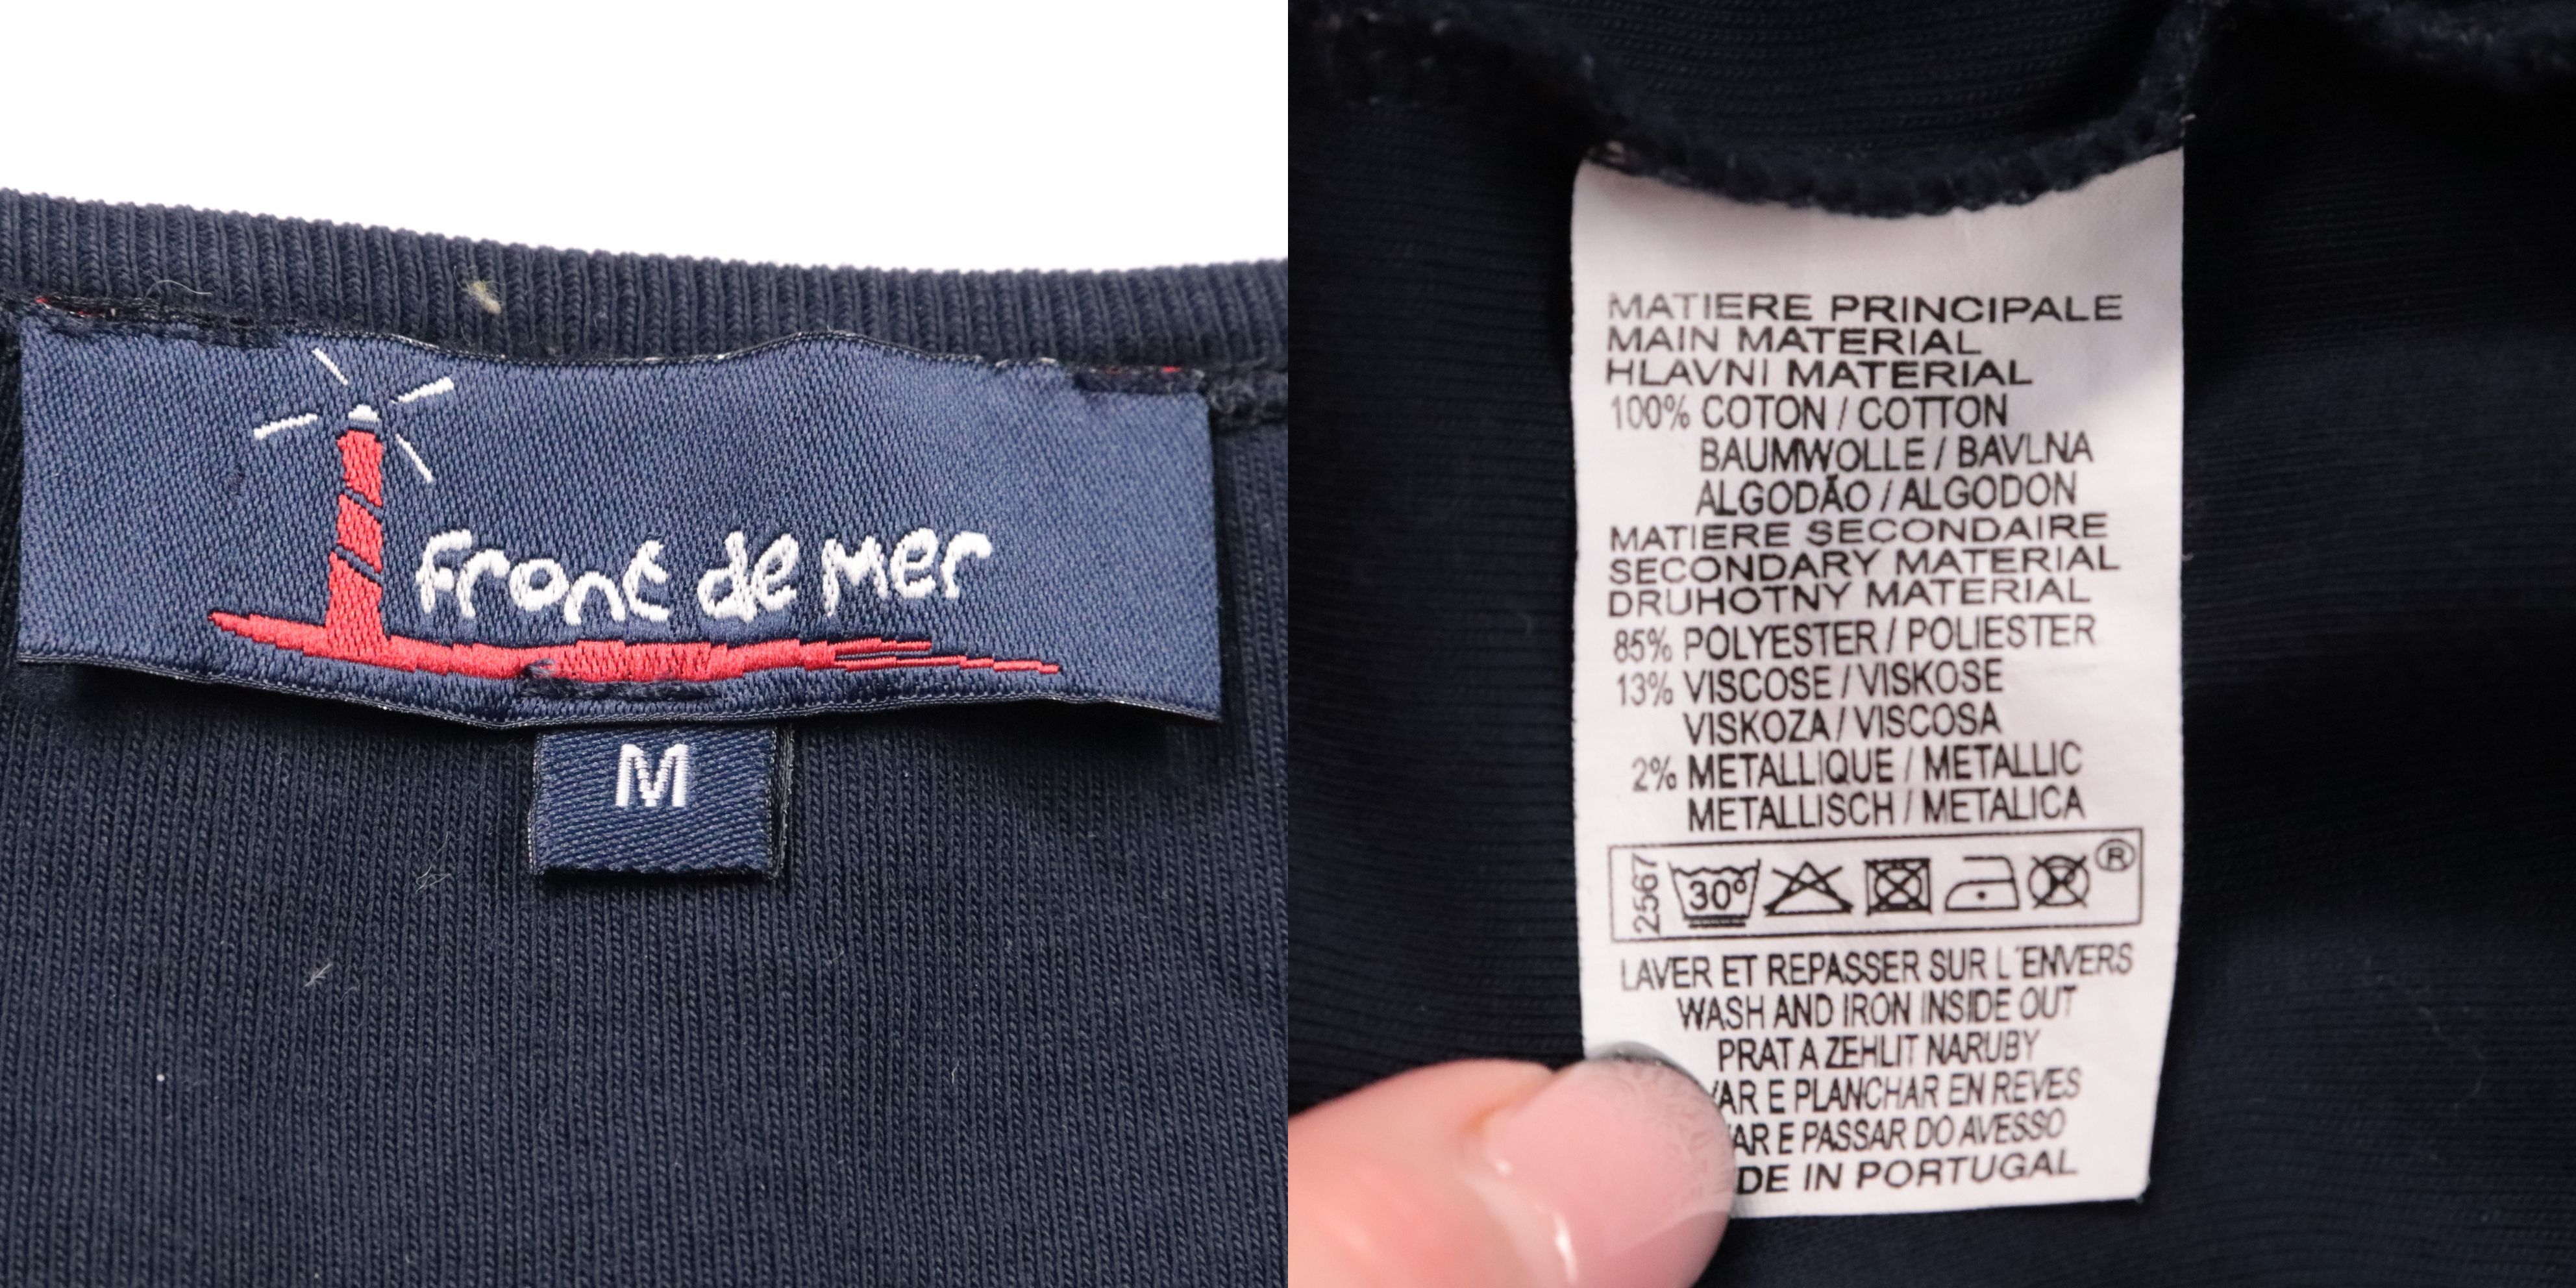 Front de Mer
M
MATIERE PRINCIPALE
MAIN MATERIAL
HLAVNI MATERIAL
100% COTON / COTTON
BAUMWOLLE / BAVLNA
ALGODÃO / ALGODON
MATIERE SECONDAIRE
SECONDARY MATERIAL
DRUHOTNY MATERIAL
85% POLYESTER / POLIESTER
13% VISCOSE / VISKOSE
VISKOZA / VISCOSA
2% METALLIQUE / METALLIC
METALLISCH / METALICA
2567 30° P ®
LAVER ET REPASSER SUR L'ENVERS
WASH AND IRON INSIDE OUT
PRAT A ZEHLIT NARUBY
E PLANCHAR EN REVES
E PASSAR DO AVESSO
IN PORTUGAL